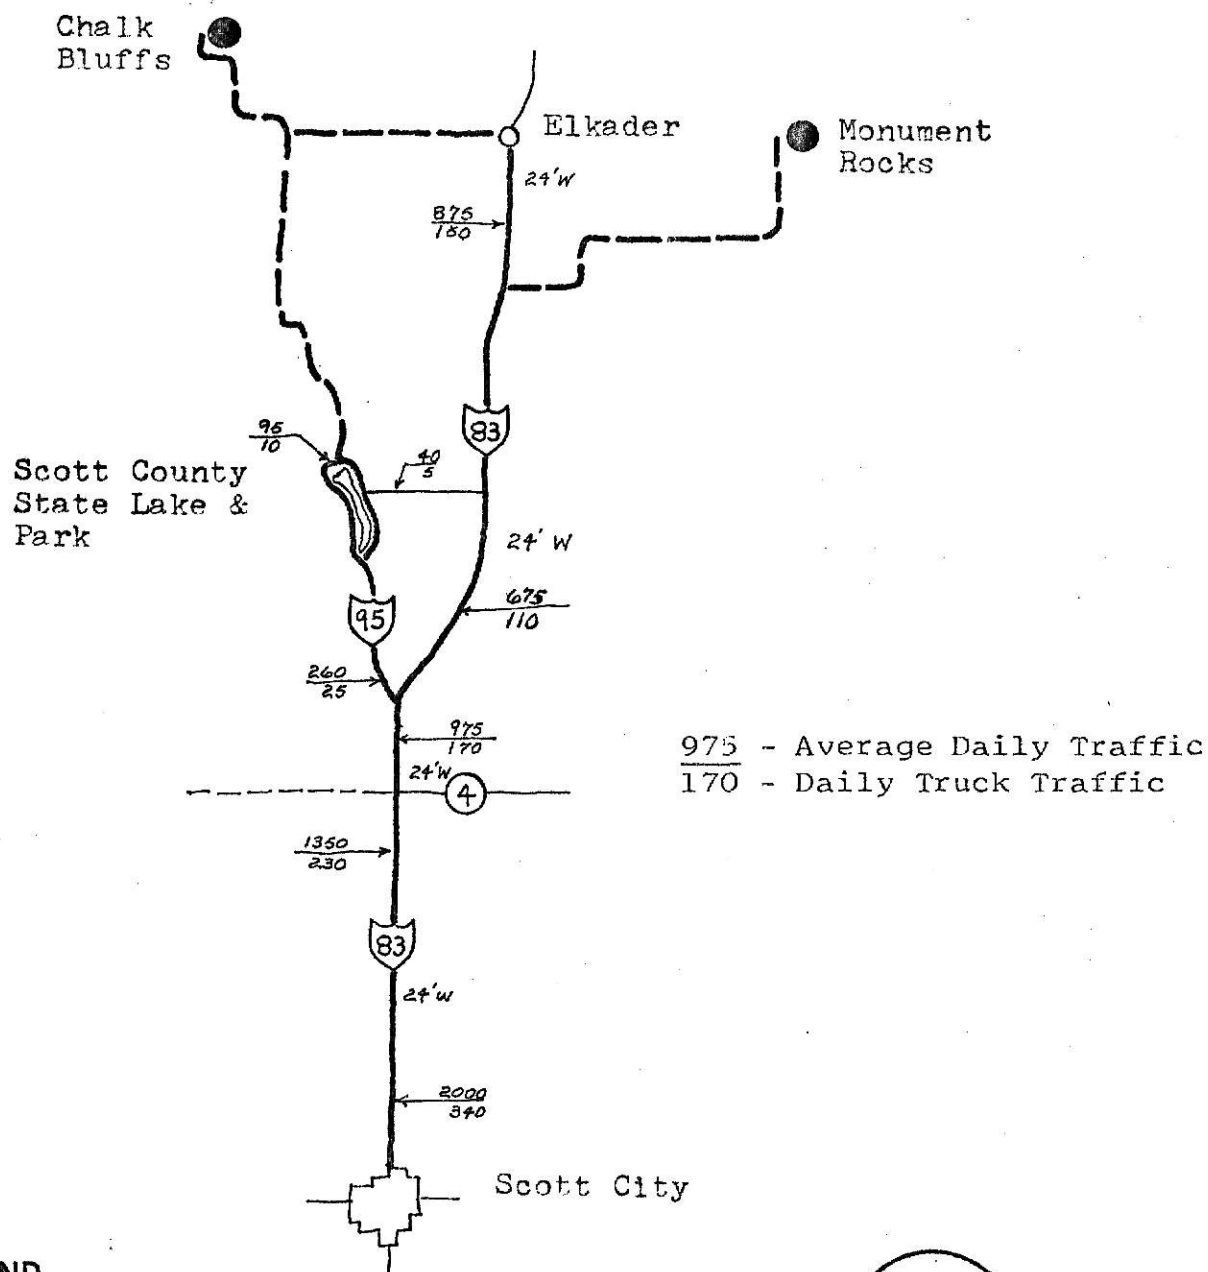 Chalk
Bluffs
Elkader
Monument
Rocks
24'W
875
83
95
10
40
5
Scott County
State Lake &
Park
24' W
675
110
95
260
25
975
170
975 - Average Daily Traffic
170 - Daily Truck Traffic
24'W
4
1350
230
83
24'W
2000
340
Scott City